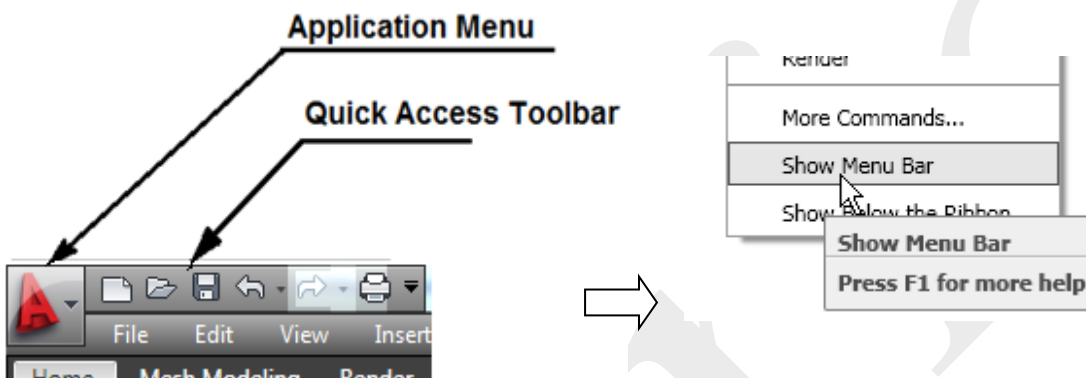 Application Menu
Quick Access Toolbar
File Edit View Insert
Home Mesh Modeling Render
Render
More Commands...
Show Menu Bar
Show Below the Ribbon
Show Menu Bar
Press F1 for more help